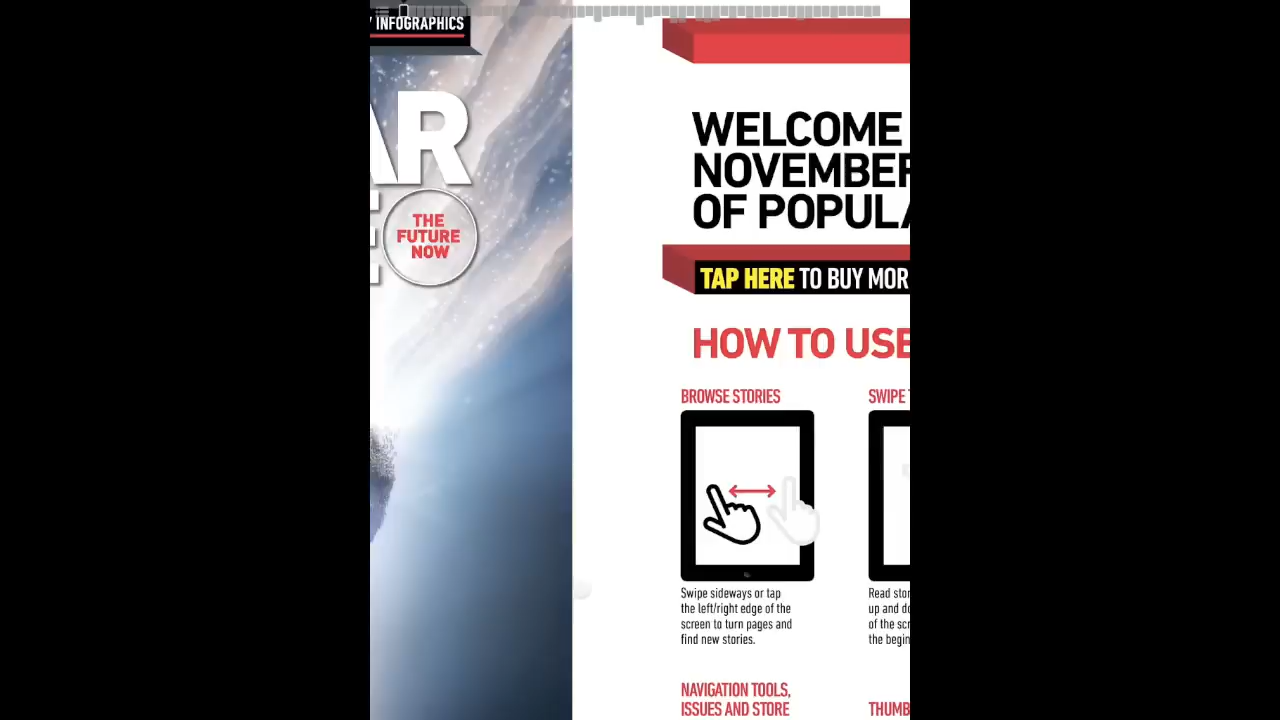 INFOGRAPHICS
AR
E
THE
FUTURE
NOW
WELCOME
NOVEMBER
OF POPULA
TAP HERE TO BUY MOR
HOW TO USE
BROWSE STORIES
SWIPE
Swipe sideways or tap
the left/right edge of the
screen to turn pages and
find new stories.
Read stor
up and do
of the scr
the begin
NAVIGATION TOOLS,
ISSUES AND STORE
THUMB